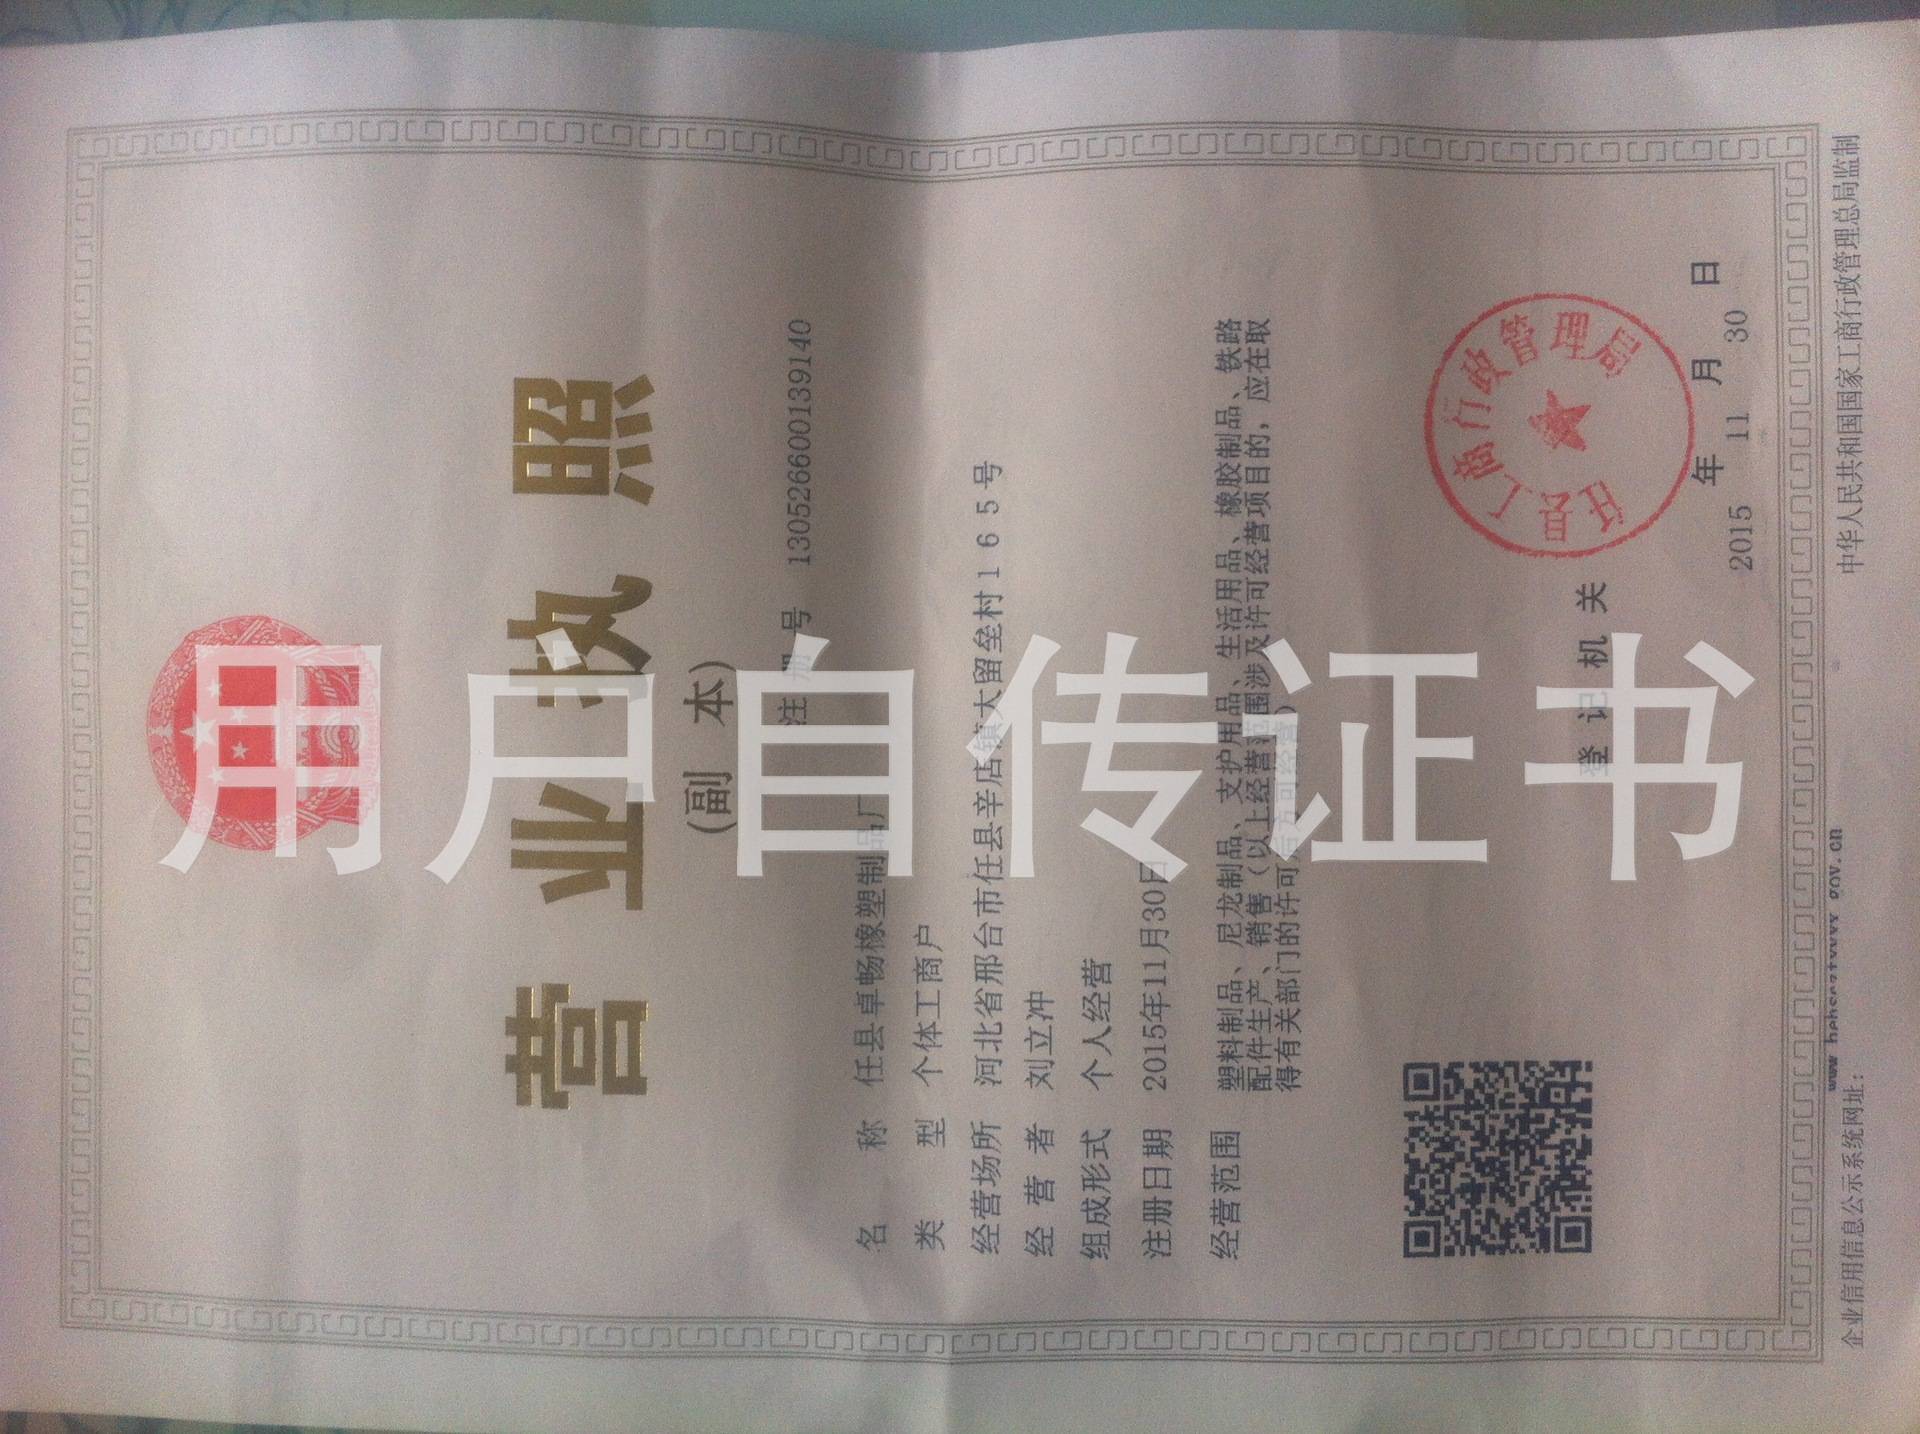 营业执照
(副 本)
注 册 号 130526600139140
名 称 任县卓畅橡塑制品厂
类 型 个体工商户
经营场所 河北省邢台市任县辛店镇大留垒村165号
经 营 者 刘立冲
组成形式 个人经营
注册日期 2015年11月30日
经营范围 塑料制品、尼龙制品、支护用品、生活用品、橡胶制品、铁路
配件生产、销售(以上经营范围涉及许可经营项目的，应在取
得有关部门的许可后方可经营)
登 记 机 关
任县工商行政管理局
2015 年 11 月 30 日
企业信用信息公示系统网址： www.hebscztxyxx.gov.cn
中华人民共和国国家工商行政管理总局监制
用户自传证书